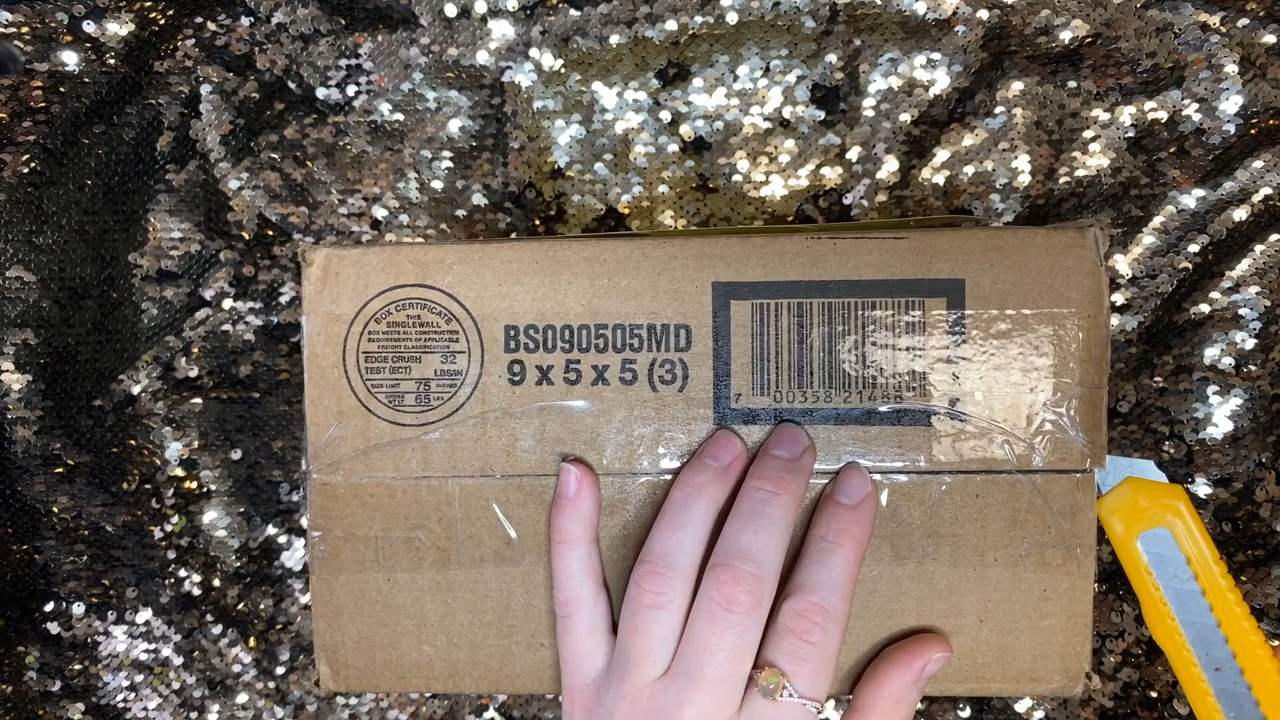 BOX CERTIFICATE
THIS
SINGLEWALL
BOX MEETS ALL CONSTRUCTION
REQUIREMENTS OF APPLICABLE
FREIGHT CLASSIFICATION
EDGE CRUSH 32
TEST (ECT) LBS/IN
SIZE LIMIT 75 INCHES
GROSS
WT LT 65 LBS
BS090505MD
9 x 5 x 5 (3)
7 00358 21488